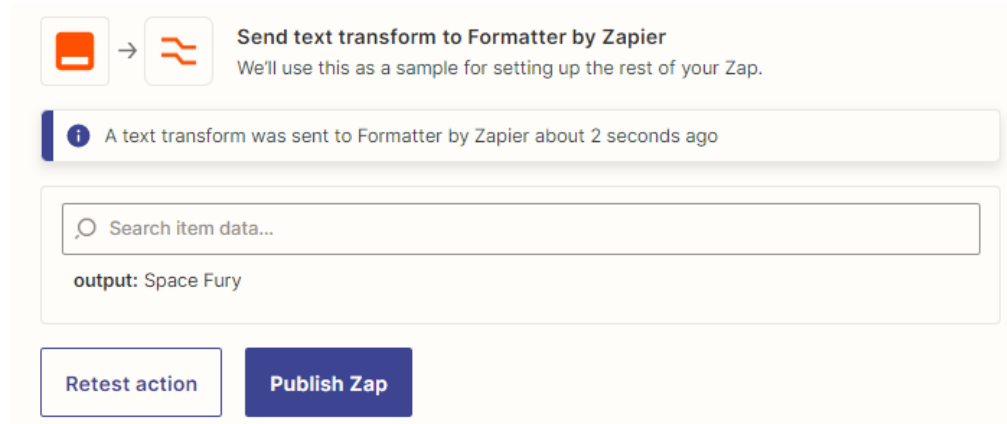 Send text transform to Formatter by Zapier
We'll use this as a sample for setting up the rest of your Zap.
A text transform was sent to Formatter by Zapier about 2 seconds ago
Search item data...
output: Space Fury
Retest action
Publish Zap